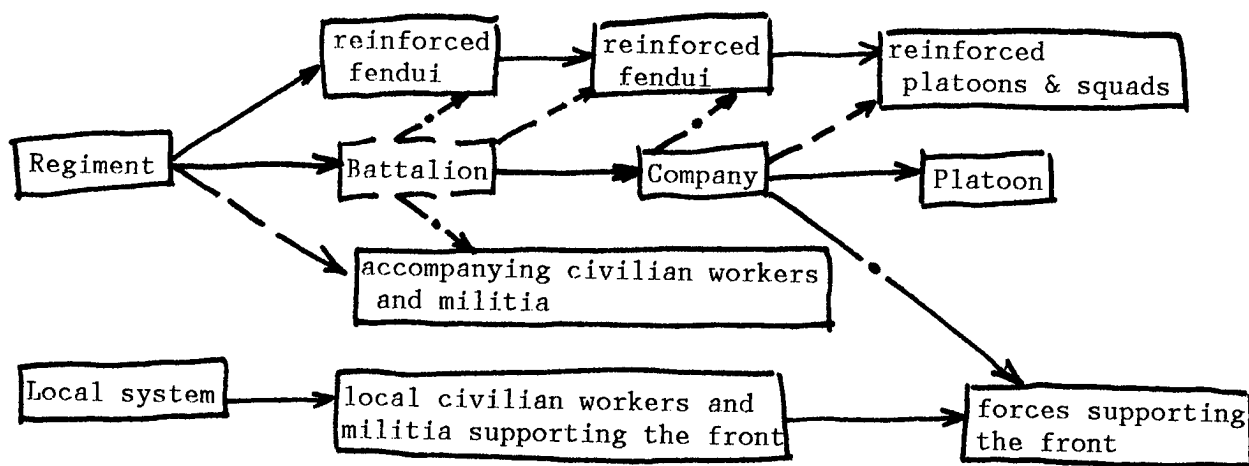 reinforced
fendui
reinforced
fendui
reinforced
platoons & squads
Regiment
Battalion
Company
Platoon
accompanying civilian workers
and militia
Local system
local civilian workers and
militia supporting the front
forces supporting
the front